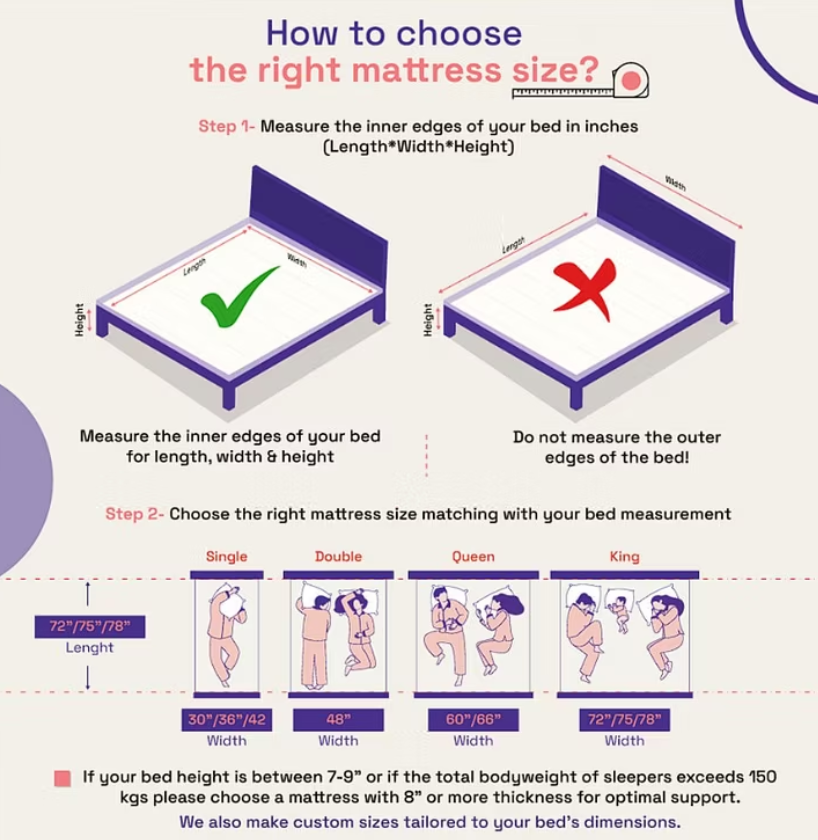 How to choose
the right mattress size?
Step 1- Measure the inner edges of your bed in inches
(Length*Width*Height)
Length
Width
Height
Width
Length
Height
Measure the inner edges of your bed
for length, width & height
Do not measure the outer
edges of the bed!
Step 2- Choose the right mattress size matching with your bed measurement
Single Double Queen King
72”/75”/78”
Lenght
30”/36”/42 48” 60”/66” 72”/75/78”
Width Width Width Width
If your bed height is between 7-9” or if the total bodyweight of sleepers exceeds 150
kgs please choose a mattress with 8” or more thickness for optimal support.
We also make custom sizes tailored to your bed's dimensions.